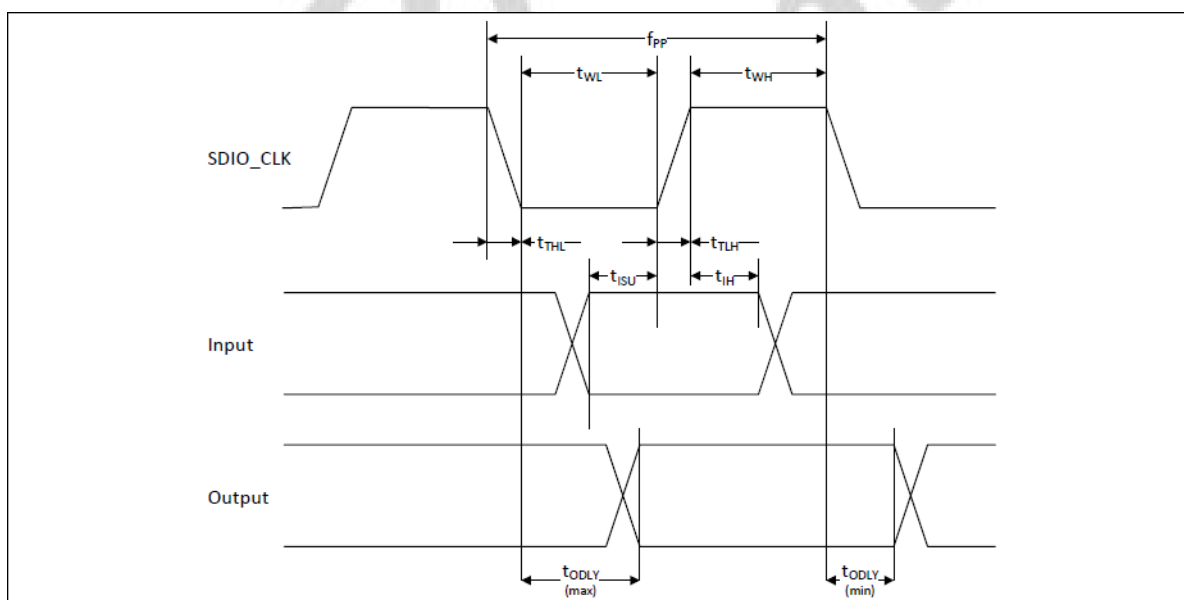 fPP
tWL
tWH
SDIO_CLK
tTHL
tTLH
tISU
tIH
Input
Output
tODLY
(max)
tODLY
(min)